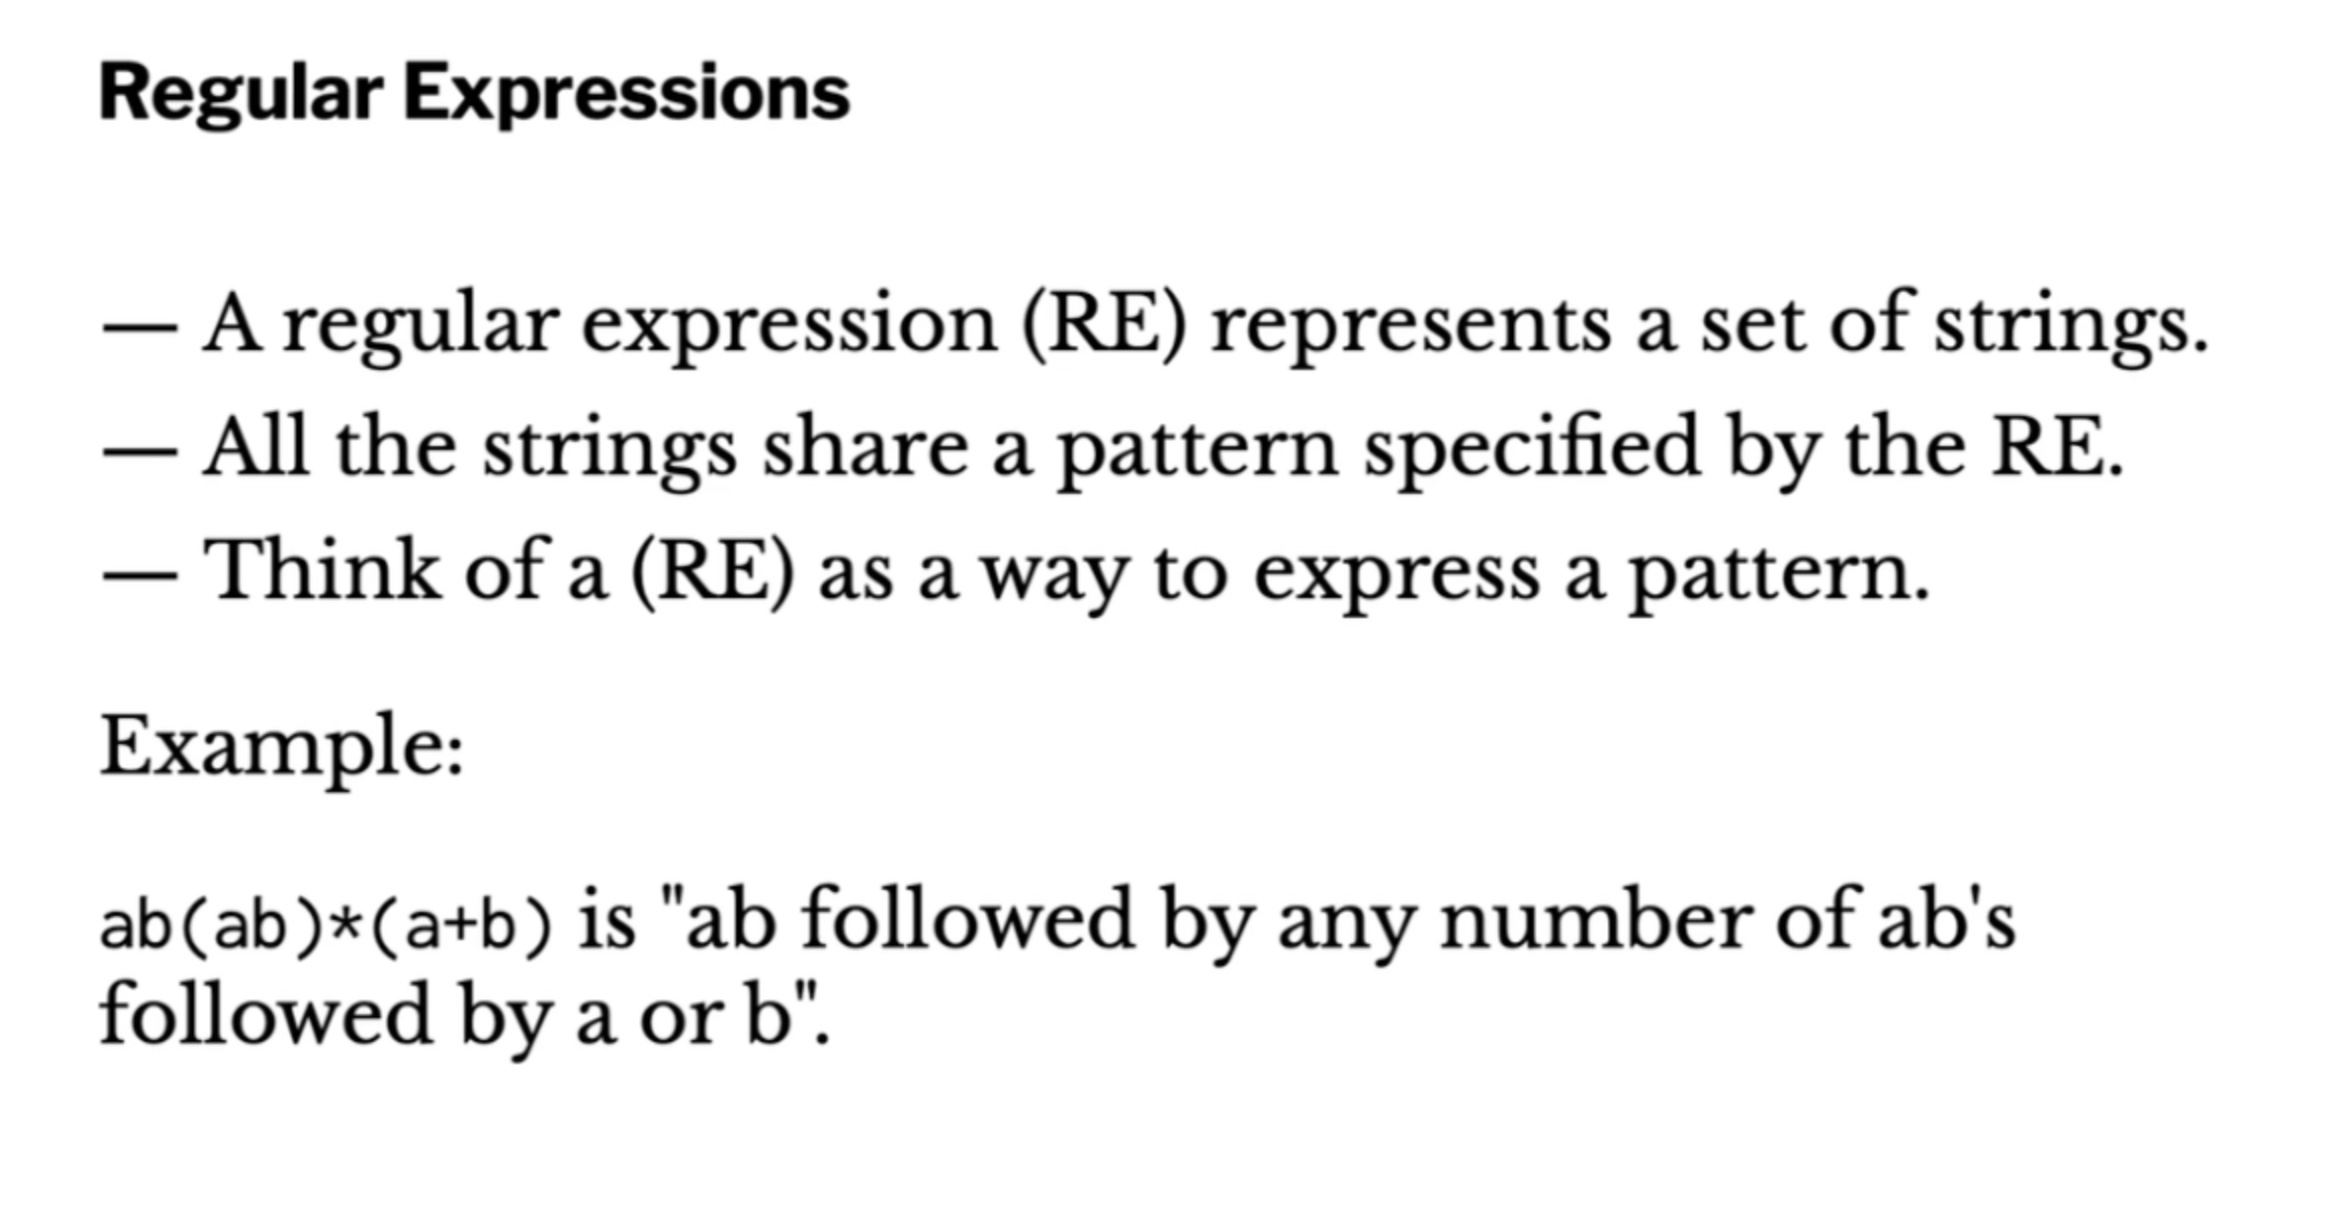 Regular Expressions
— A regular expression (RE) represents a set of strings.
— All the strings share a pattern specified by the RE.
— Think of a (RE) as a way to express a pattern.
Example:
ab(ab)*(a+b) is "ab followed by any number of ab's
followed by a or b".